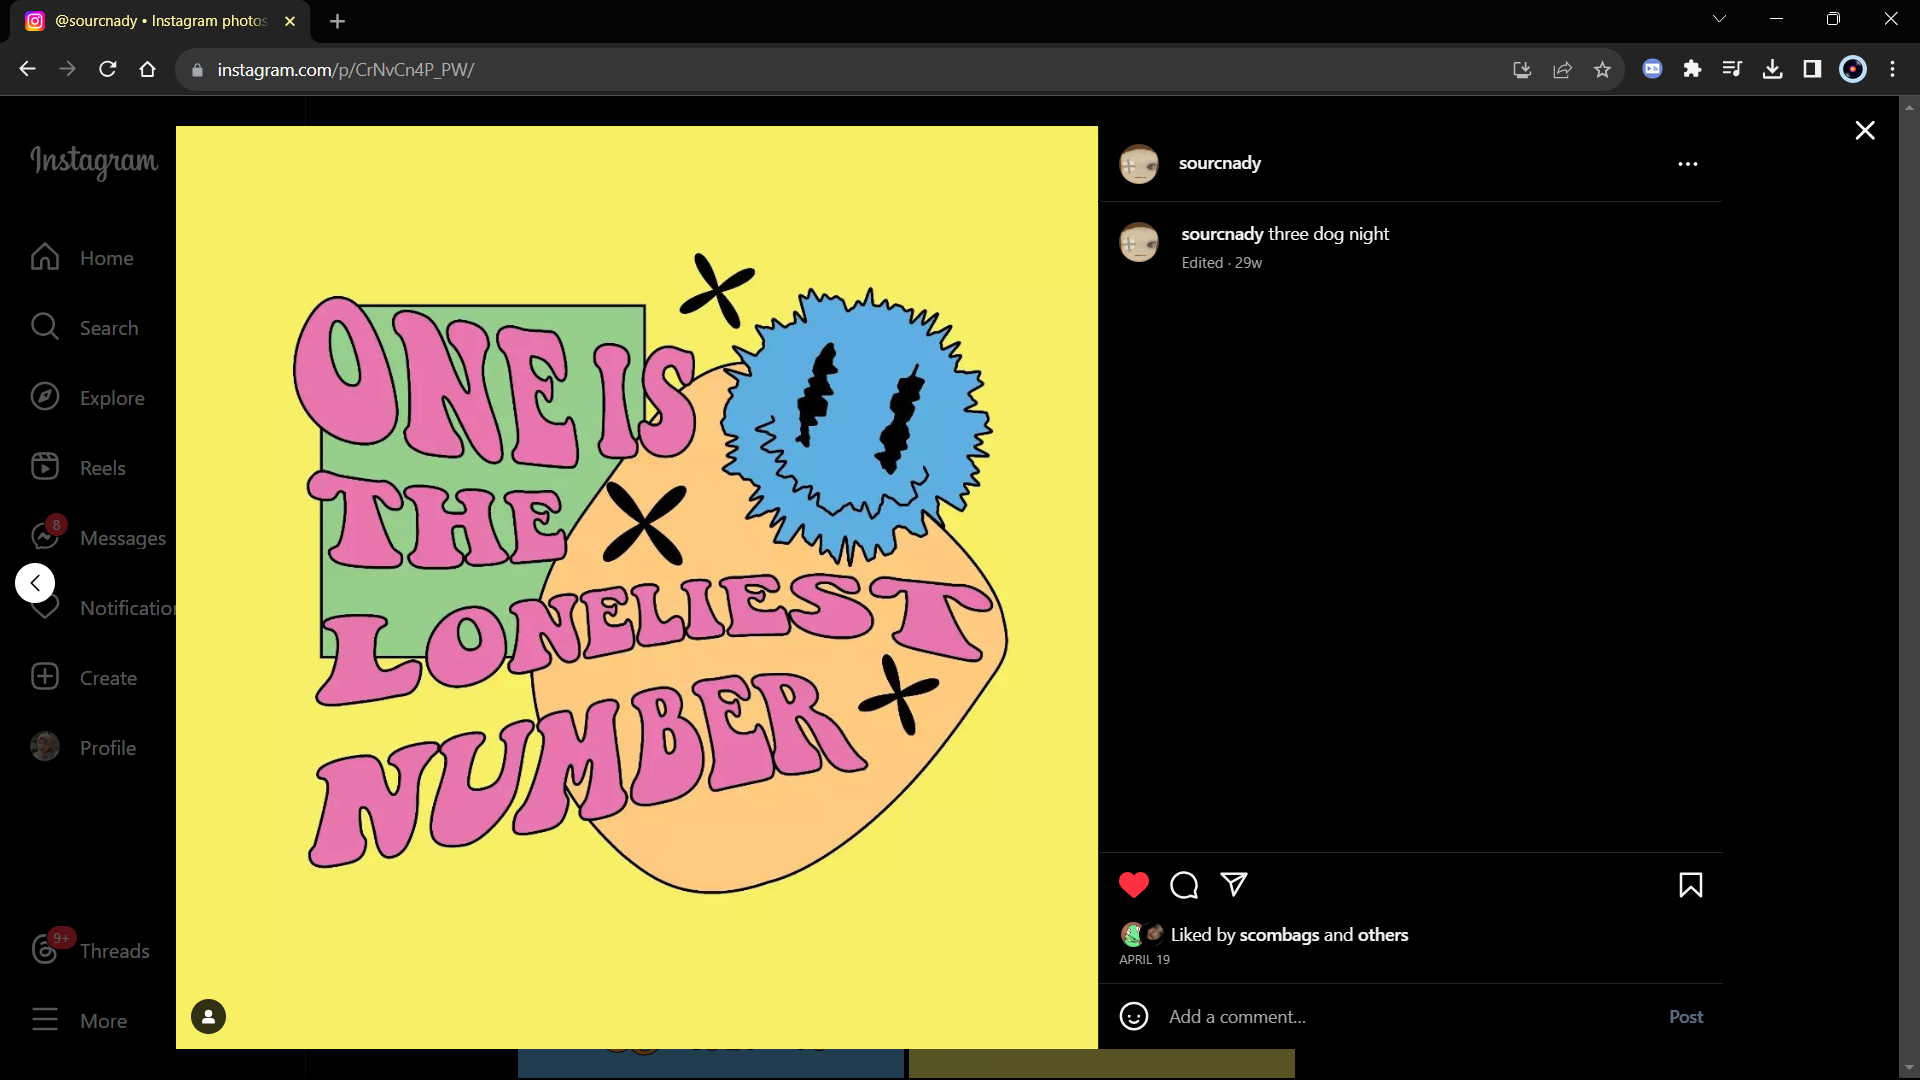 @sourcnady • Instagram photos
instagram.com/p/CrNvCn4P_PW/
Instagram
Home
Search
Explore
Reels
8
Messages
Notification
Create
Profile
9+
Threads
More
ONE IS
THE
LONELIEST
NUMBER
sourcnady
sourcnady three dog night
Edited · 29w
Liked by scombags and others
APRIL 19
Add a comment...
Post